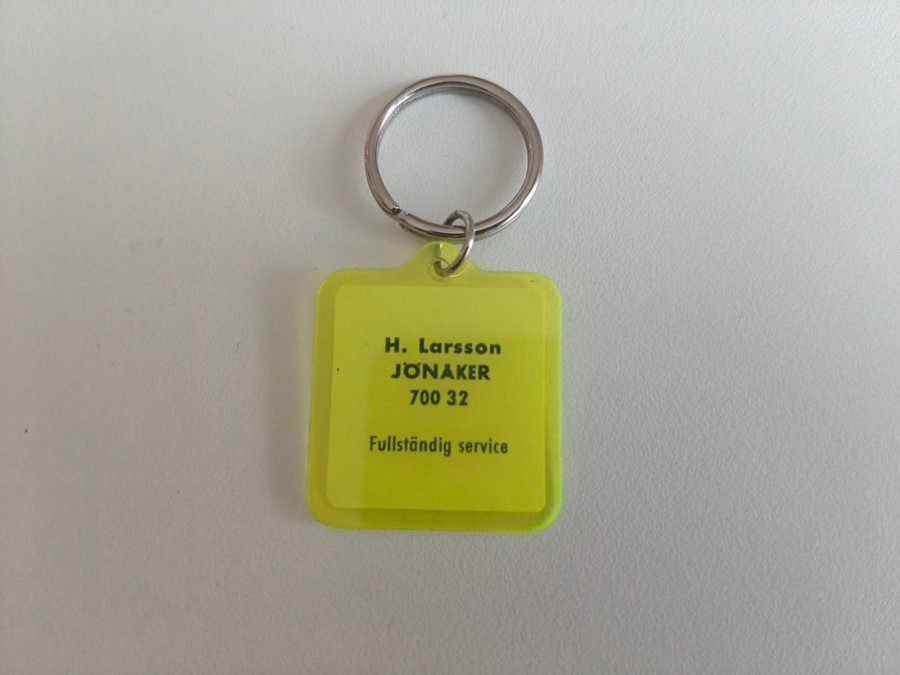 H. Larsson
JÖNÅKER
700 32
Fullständig service